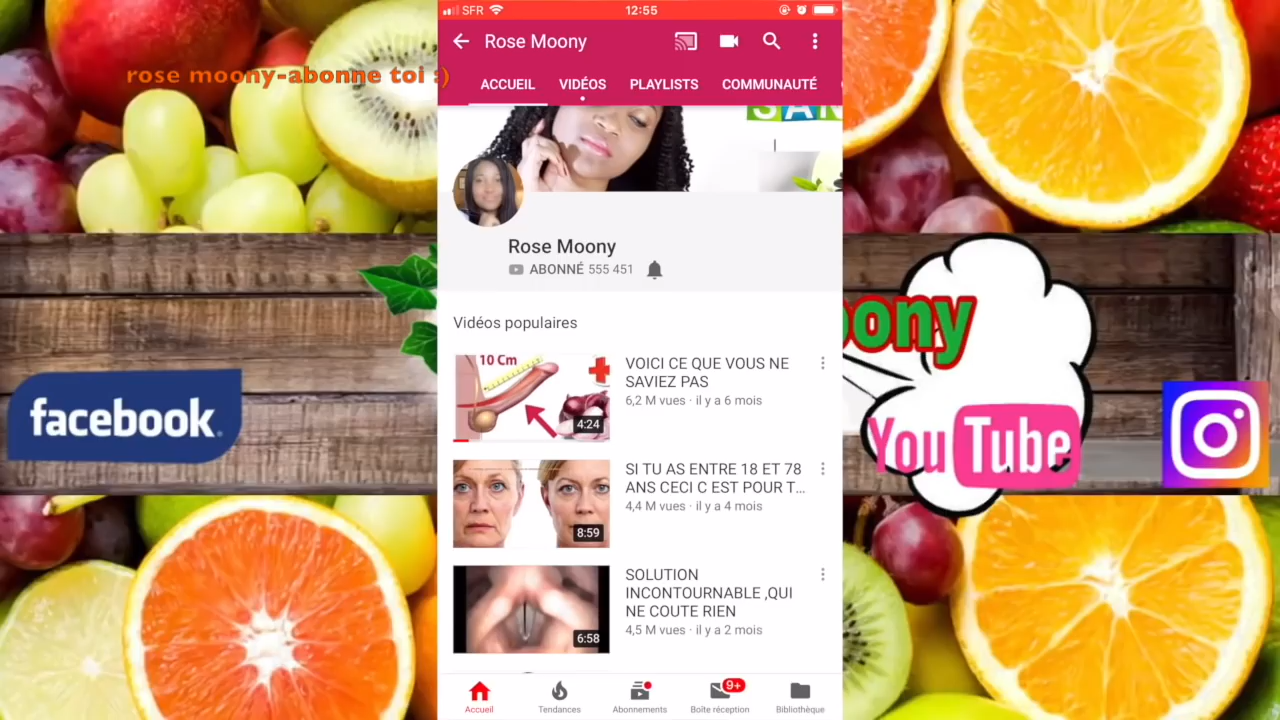 SFR
12:55
Rose Moony
rose moony-abonne toi :)
ACCUEIL VIDÉOS PLAYLISTS COMMUNAUTÉ
Rose Moony
ABONNÉ 555 451
Vidéos populaires
10 Cm
4:24
VOICI CE QUE VOUS NE
SAVIEZ PAS
6,2 M vues · il y a 6 mois
8:59
SI TU AS ENTRE 18 ET 78
ANS CECI C EST POUR T...
4,4 M vues · il y a 4 mois
6:58
SOLUTION
INCONTOURNABLE ,QUI
NE COUTE RIEN
4,5 M vues · il y a 2 mois
9+
Accueil Tendances Abonnements Boîte réception Bibliothèque
facebook.
oony
YouTube